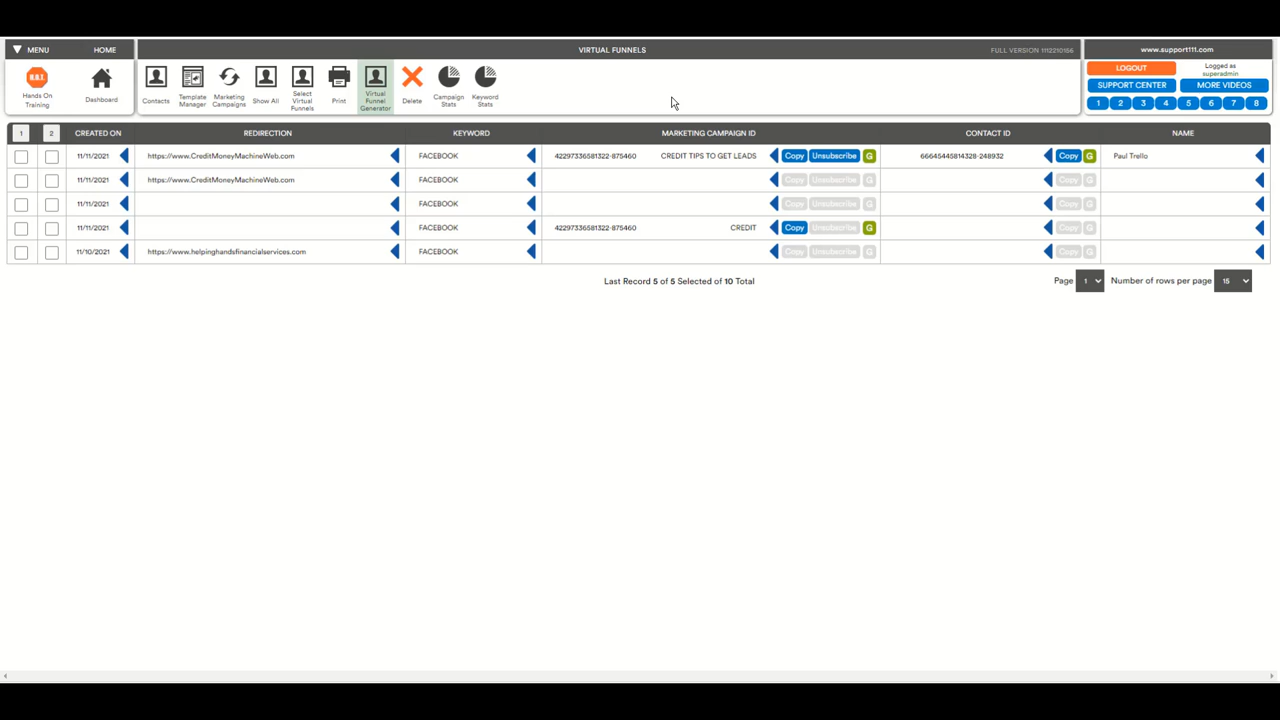 MENU HOME VIRTUAL FUNNELS FULL VERSION 1112210156 www.support111.com
H.O.T. Hands On Training
Dashboard
Contacts
Template Manager
Marketing Campaigns
Show All
Select Virtual Funnels
Print
Virtual Funnel Generator
Delete
Campaign Stats
Keyword Stats
LOGOUT Logged as superadmin
SUPPORT CENTER MORE VIDEOS
1 2 3 4 5 6 7 8
1 2 CREATED ON REDIRECTION KEYWORD MARKETING CAMPAIGN ID CONTACT ID NAME
11/11/2021 https://www.CreditMoneyMachineWeb.com FACEBOOK 42297336581322-875460 CREDIT TIPS TO GET LEADS Copy Unsubscribe G 66645445814328-248932 Copy G Paul Trello
11/11/2021 https://www.CreditMoneyMachineWeb.com FACEBOOK Copy Unsubscribe G Copy G
11/11/2021 FACEBOOK Copy Unsubscribe G Copy G
11/11/2021 FACEBOOK 42297336581322-875460 CREDIT Copy Unsubscribe G Copy G
11/10/2021 https://www.helpinghandsfinancialservices.com FACEBOOK Copy Unsubscribe G Copy G
Last Record 5 of 5 Selected of 10 Total Page 1 Number of rows per page 15